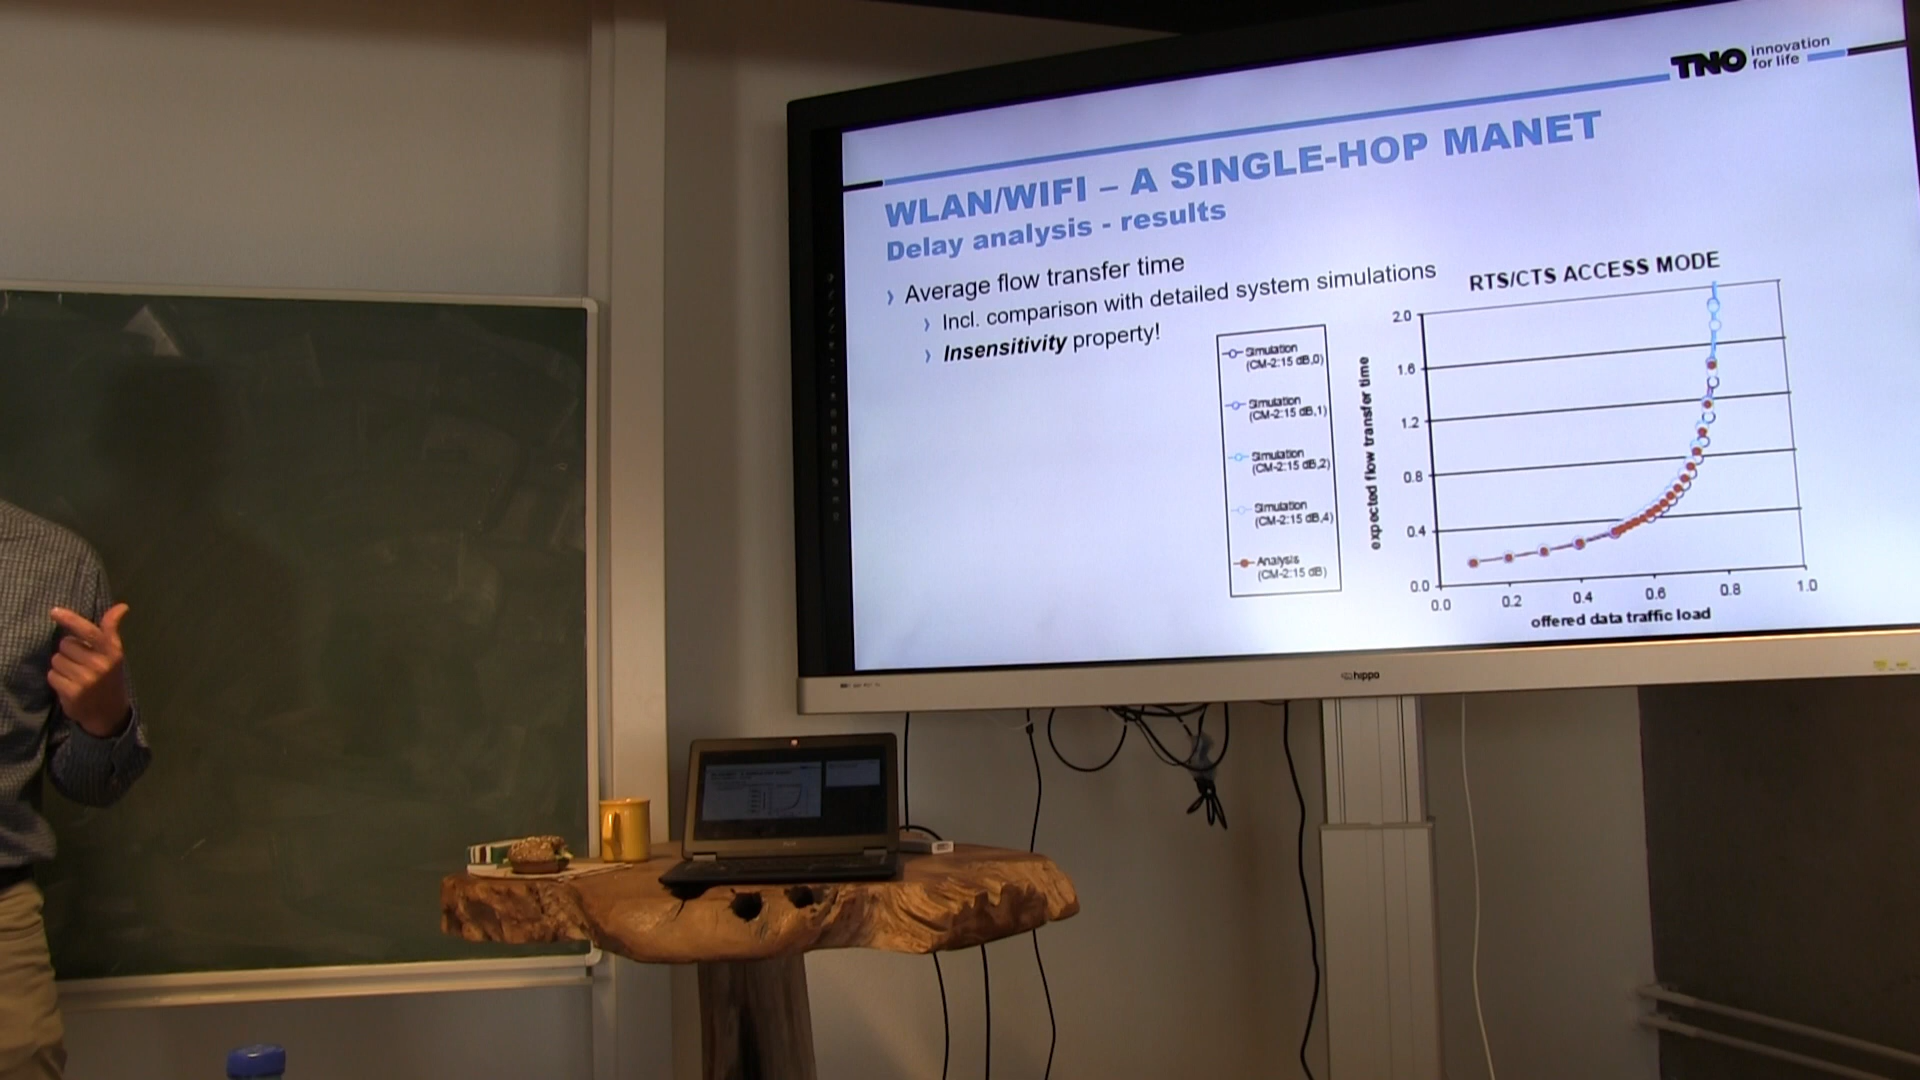 TNO innovation
for life
WLAN/WIFI – A SINGLE-HOP MANET
Delay analysis - results
Average flow transfer time
Incl. comparison with detailed system simulations
Insensitivity property!
Simulation
(CM-2:15 dB,0)
Simulation
(CM-2:15 dB,1)
Simulation
(CM-2:15 dB,2)
Simulation
(CM-2:15 dB,4)
Analysis
(CM-2:15 dB)
RTS/CTS ACCESS MODE
expected flow transfer time
2.0
1.6
1.2
0.8
0.4
0.0
0.0 0.2 0.4 0.6 0.8 1.0
offered data traffic load
hippo